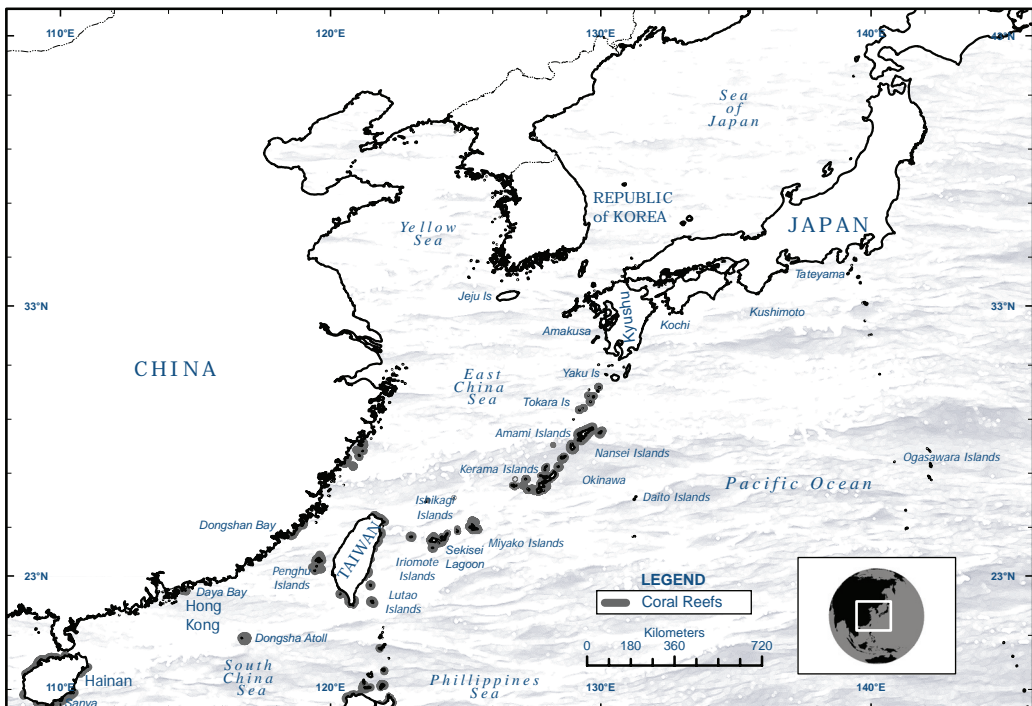 110°E
120°E
130°E
140°E
43°N
Sea
of
Japan
REPUBLIC
of KOREA
JAPAN
Yellow
Sea
Tateyama
Jeju Is
33°N
33°N
Kyushu
Kushimoto
Kochi
Amakusa
CHINA
East
China
Sea
Yaku Is
Tokara Is
Amami Islands
Nansei Islands
Ogasawara Islands
Kerama Islands
Okinawa
Pacific Ocean
Daito Islands
Ishikagi
Islands
Dongshan Bay
TAIWAN
Miyako Islands
Sekisei
Lagoon
Iriomote
Islands
Penghu
Islands
23°N
23°N
LEGEND
Coral Reefs
Daya Bay
Lutao
Islands
Hong
Kong
Kilometers
0 180 360 720
Dongsha Atoll
South
China
Sea
Phillippines
Sea
Hainan
110°E
120°E
130°E
140°E
Sanya